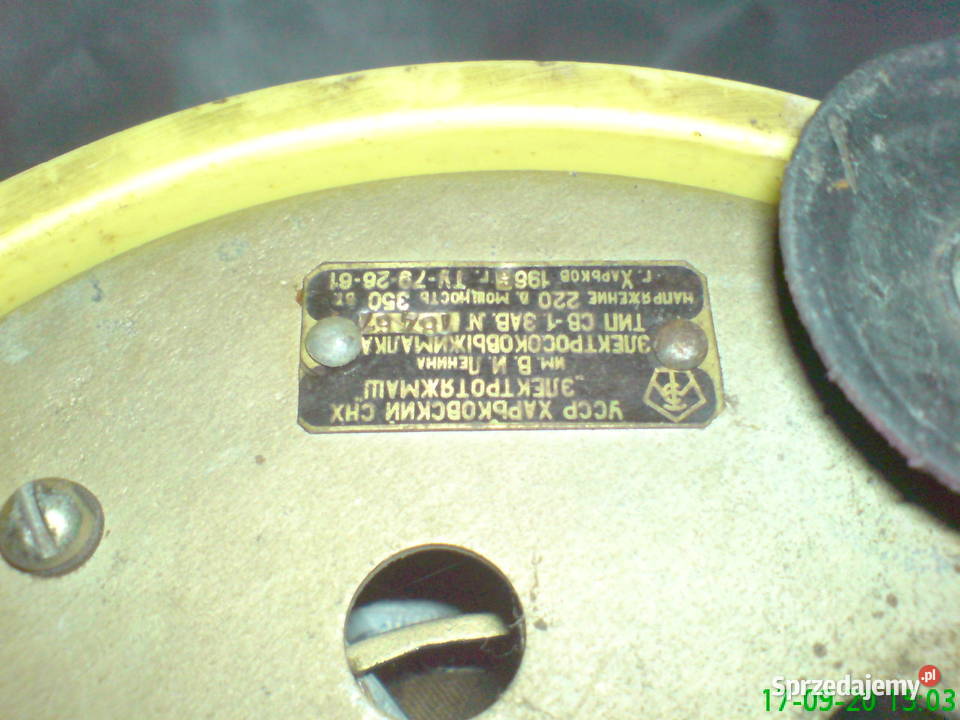 УССР ХАРЬКОВСКИЙ СНХ
„ЭЛЕКТРОТЯЖМАШ"
ИМ. В. И. ЛЕНИНА
ЭЛЕКТРОСОКОВЫЖИМАЛКА
ТИП СВ-1 ЗАВ. №
НАПРЯЖЕНИЕ 220 В. МОЩНОСТЬ 350 ВТ.
г. ХАРЬКОВ г. ТУ-79-26-61
Sprzedajemy.pl
17-09-20 13:03